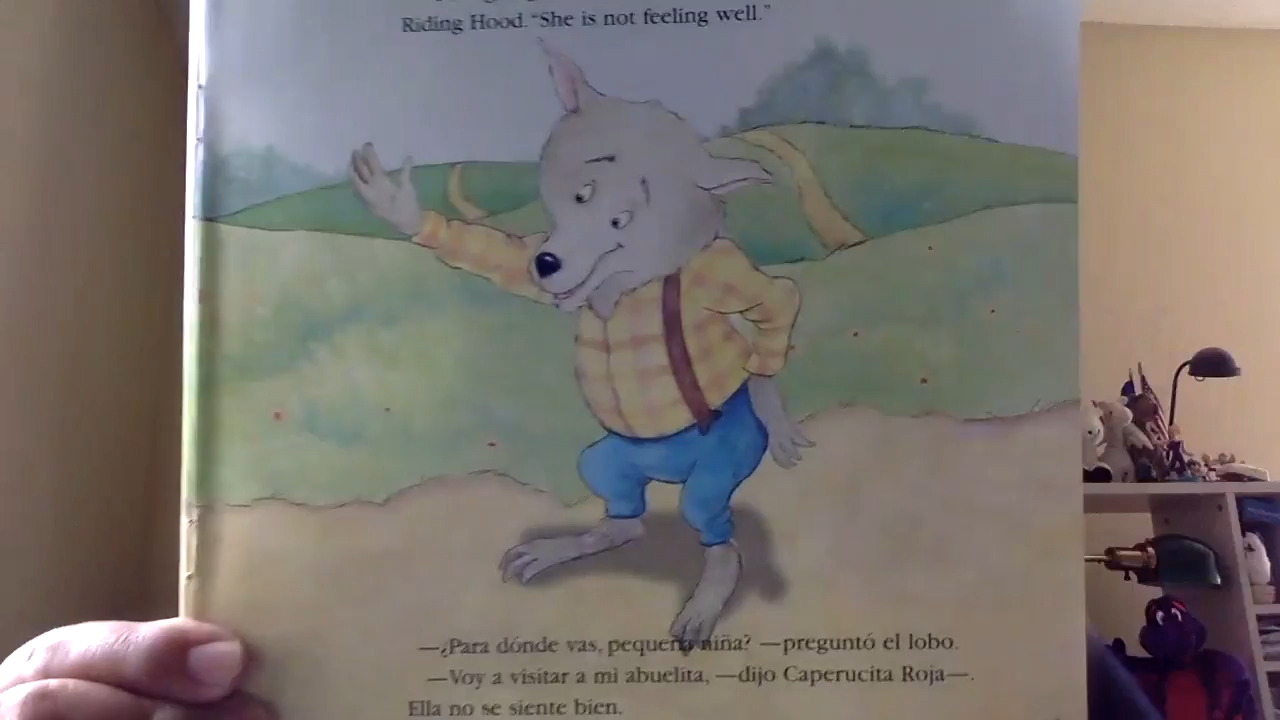 Riding Hood. “She is not feeling well.”
—¿Para dónde vas, pequeña niña? —preguntó el lobo.
—Voy a visitar a mi abuelita, —dijo Caperucita Roja—.
Ella no se siente bien.